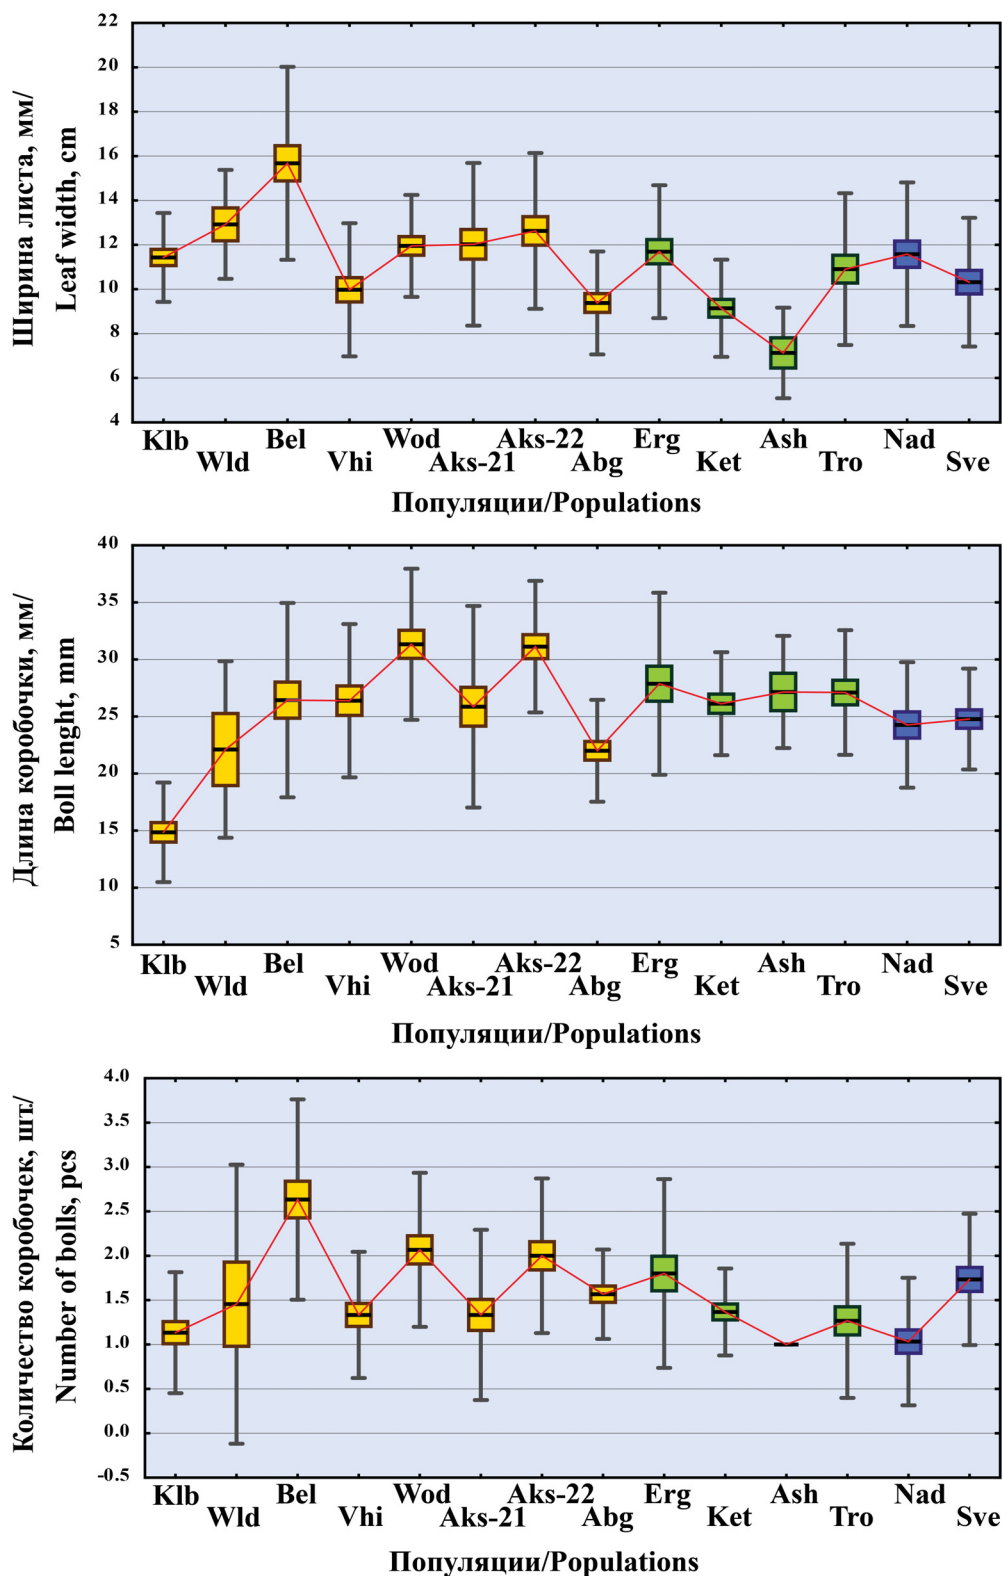 Ширина листа, мм/
Leaf width, cm
22
20
18
16
14
12
10
8
6
4
Klb Bel Wod Aks-22 Erg Ash Nad
Wld Vhi Aks-21 Abg Ket Tro Sve
Популяции/Populations
Длина коробочки, мм/
Boll lenght, mm
40
35
30
25
20
15
10
5
Klb Bel Wod Aks-22 Erg Ash Nad
Wld Vhi Aks-21 Abg Ket Tro Sve
Популяции/Populations
Количество коробочек, шт/
Number of bolls, pcs
4.0
3.5
3.0
2.5
2.0
1.5
1.0
0.5
0.0
-0.5
Klb Bel Wod Aks-22 Erg Ash Nad
Wld Vhi Aks-21 Abg Ket Tro Sve
Популяции/Populations